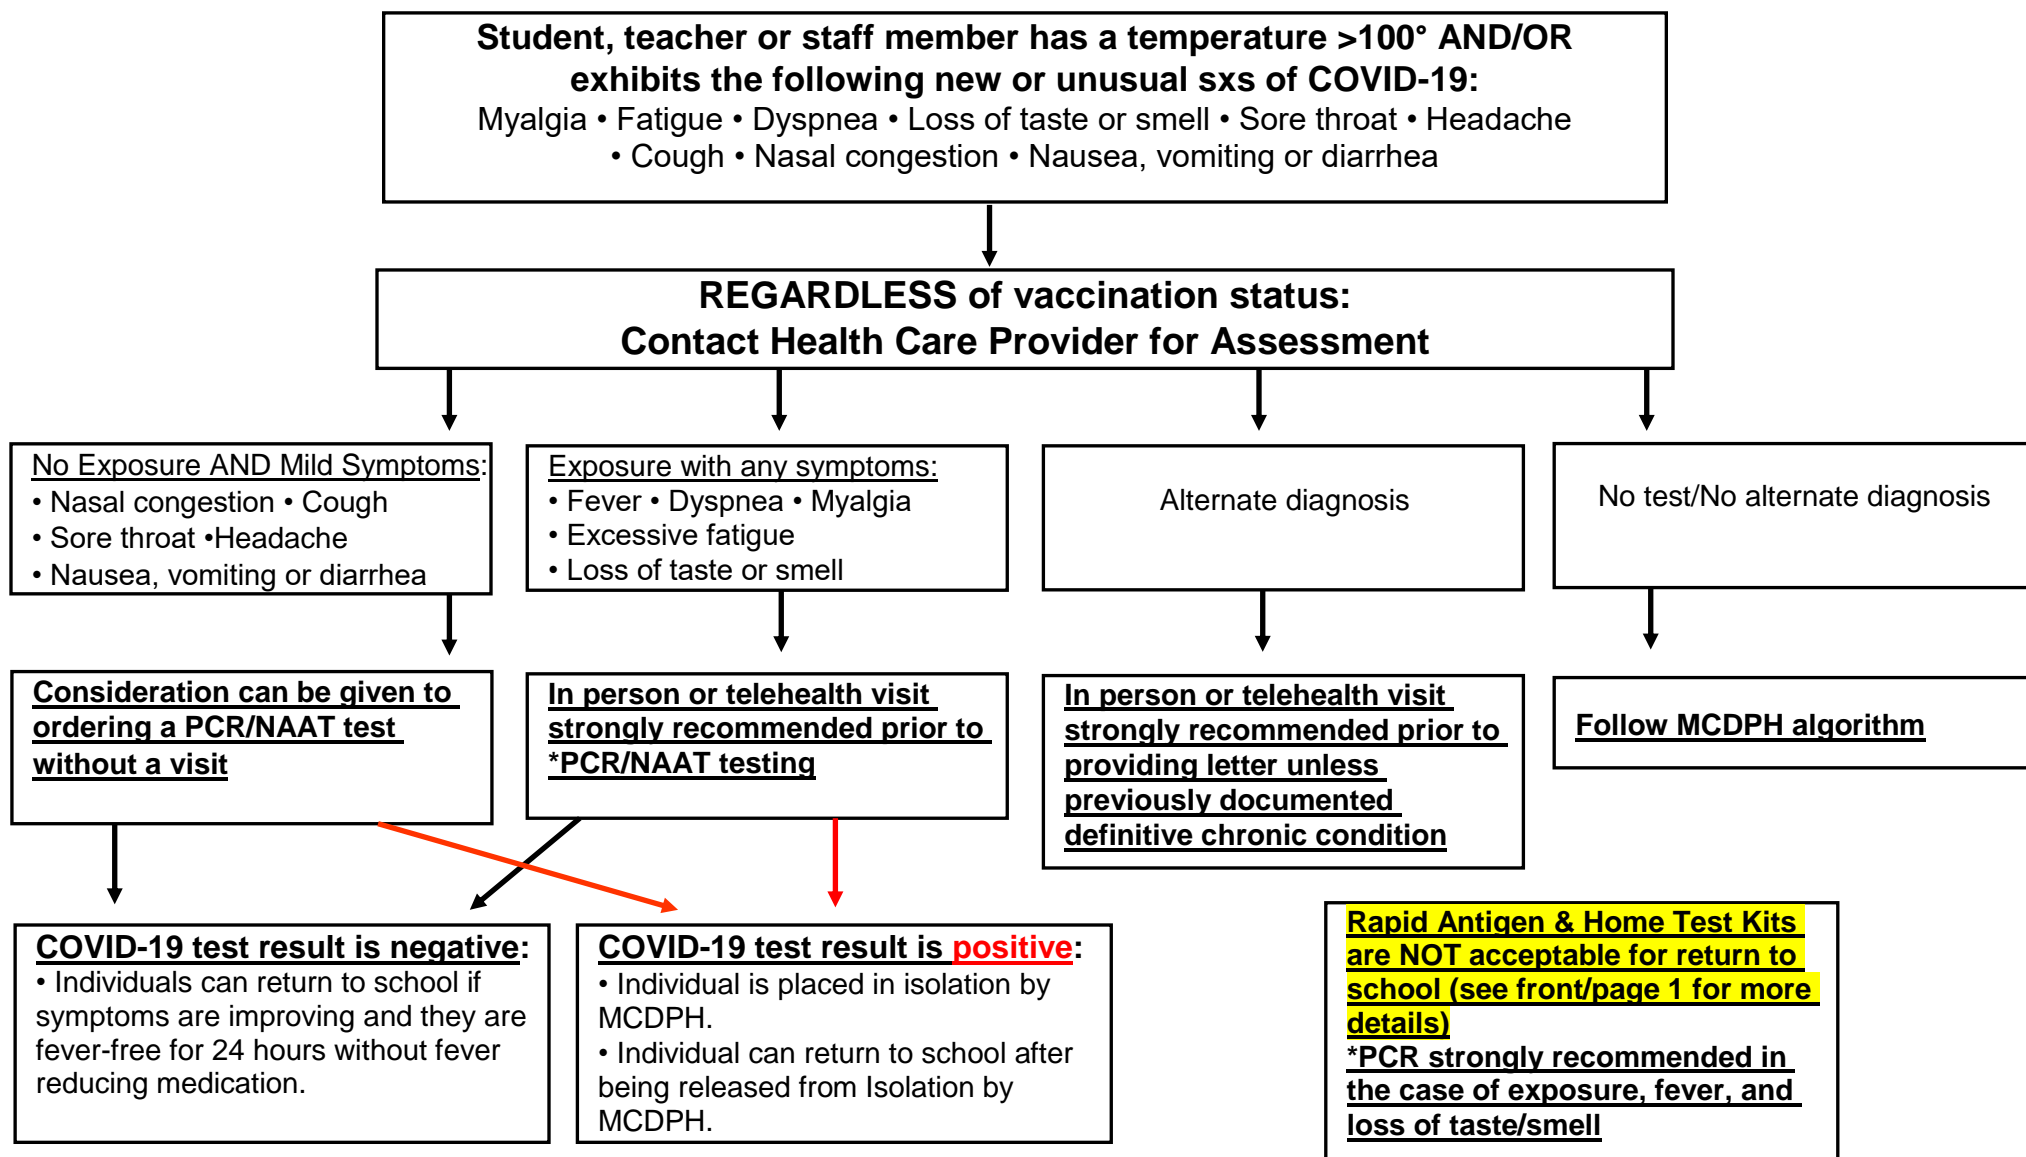 Student, teacher or staff member has a temperature >100° AND/OR
exhibits the following new or unusual sxs of COVID-19:
Myalgia • Fatigue • Dyspnea • Loss of taste or smell • Sore throat • Headache
• Cough • Nasal congestion • Nausea, vomiting or diarrhea
REGARDLESS of vaccination status:
Contact Health Care Provider for Assessment
No Exposure AND Mild Symptoms:
• Nasal congestion • Cough
• Sore throat •Headache
• Nausea, vomiting or diarrhea
Exposure with any symptoms:
• Fever • Dyspnea • Myalgia
• Excessive fatigue
• Loss of taste or smell
Alternate diagnosis
No test/No alternate diagnosis
Consideration can be given to
ordering a PCR/NAAT test
without a visit
In person or telehealth visit
strongly recommended prior to
*PCR/NAAT testing
In person or telehealth visit
strongly recommended prior to
providing letter unless
previously documented
definitive chronic condition
Follow MCDPH algorithm
COVID-19 test result is negative:
• Individuals can return to school if
symptoms are improving and they are
fever-free for 24 hours without fever
reducing medication.
COVID-19 test result is positive:
• Individual is placed in isolation by
MCDPH.
• Individual can return to school after
being released from Isolation by
MCDPH.
Rapid Antigen & Home Test Kits
are NOT acceptable for return to
school (see front/page 1 for more
details)
*PCR strongly recommended in
the case of exposure, fever, and
loss of taste/smell